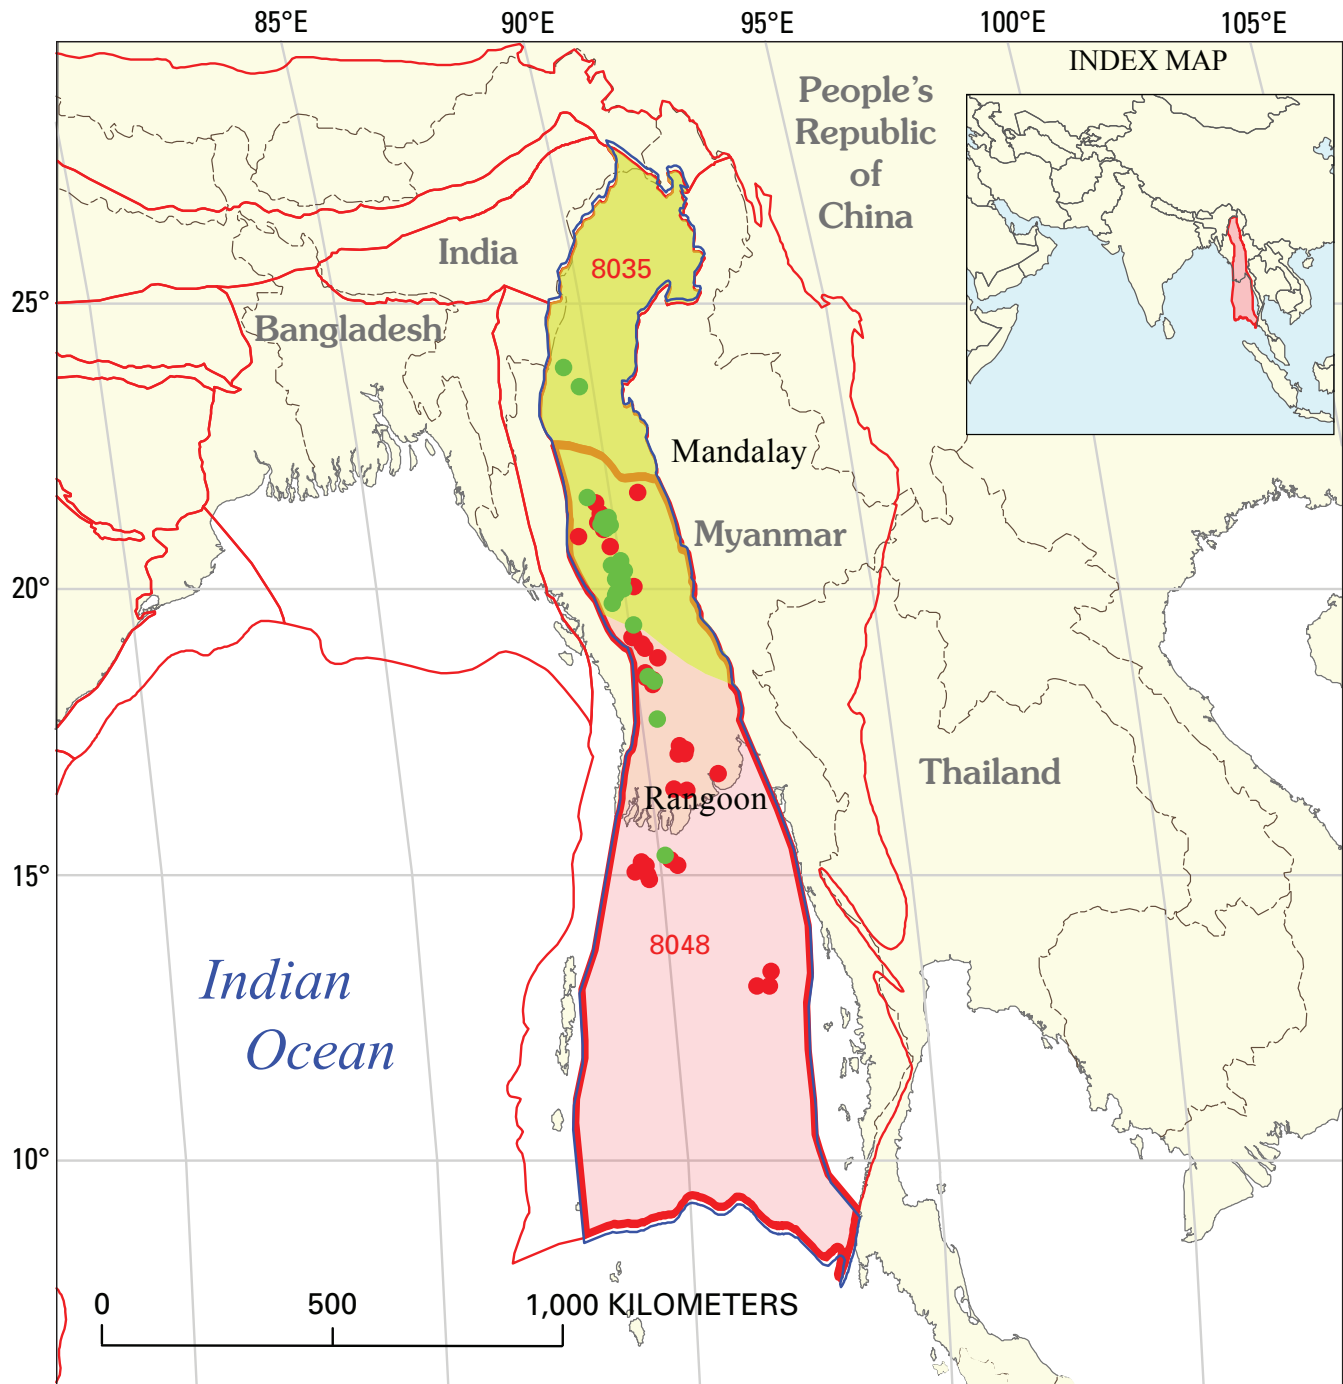 85°E
90°E
95°E
100°E
105°E
INDEX MAP
People's
Republic
of
China
India
8035
25°
Bangladesh
Mandalay
Myanmar
20°
Thailand
Rangoon
15°
8048
Indian
Ocean
10°
0
500
1,000 KILOMETERS